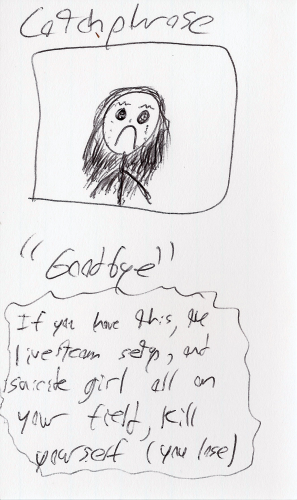 Catchphrase
"Goodbye"
If you have this, the
livestream setup, and
suicide girl all on
your field, kill
yourself (you lose)